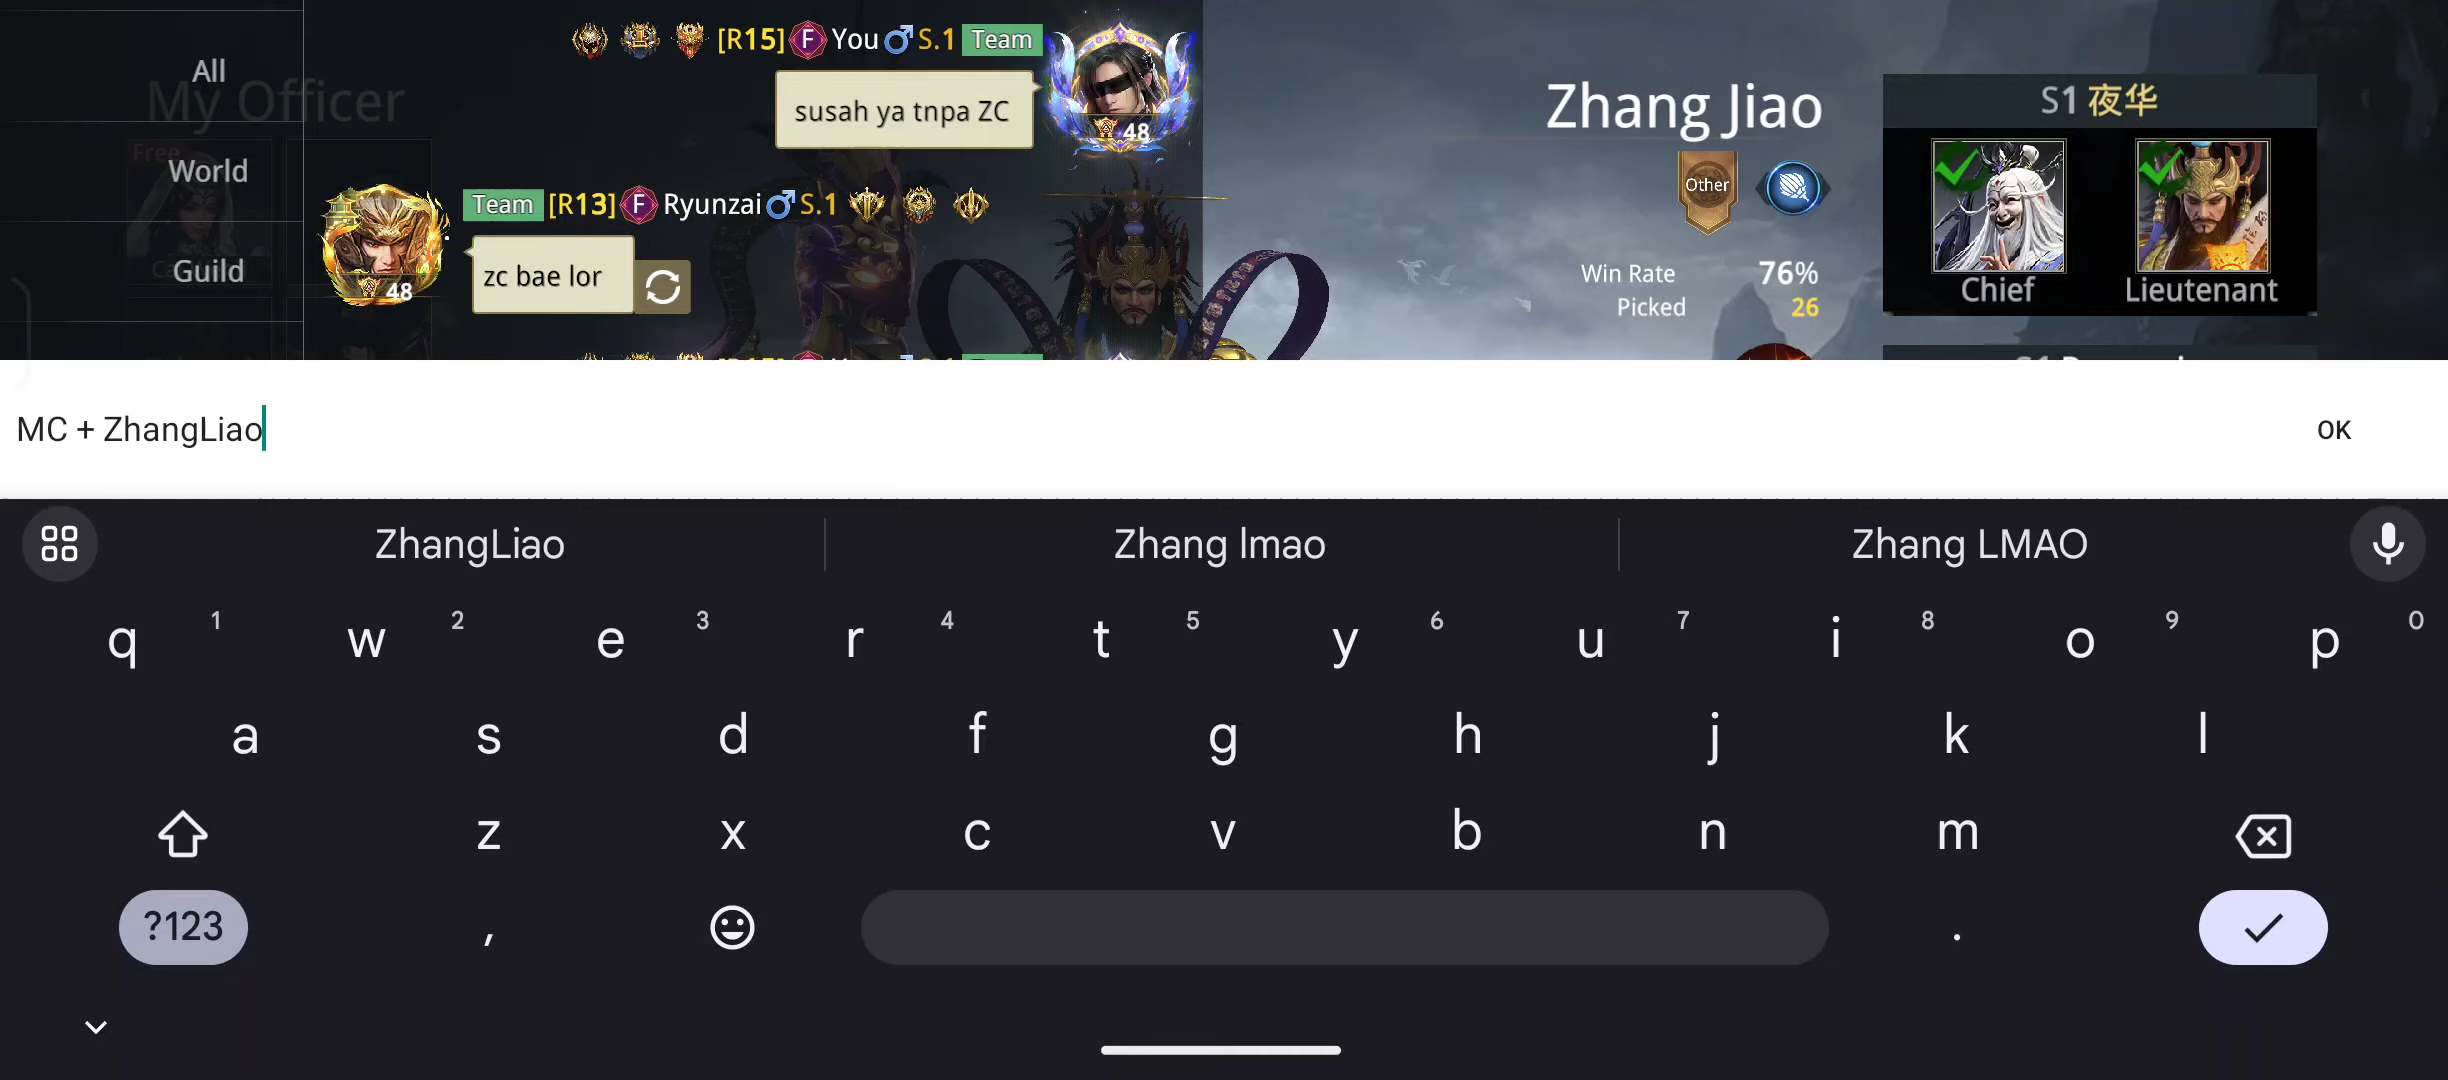 All
My Officer
World
Free
Guild
[R15] F You ♂ S.1 Team
susah ya tnpa ZC
48
Team [R13] F Ryunzai ♂ S.1
zc bae lor
48
Zhang Jiao
Other
Win Rate 76%
Picked 26
S1 夜华
Chief Lieutenant
MC + ZhangLiao
OK
ZhangLiao Zhang lmao Zhang LMAO
q 1 w 2 e 3 r 4 t 5 y 6 u 7 i 8 o 9 p 0
a s d f g h j k l
z x c v b n m
?123 , .